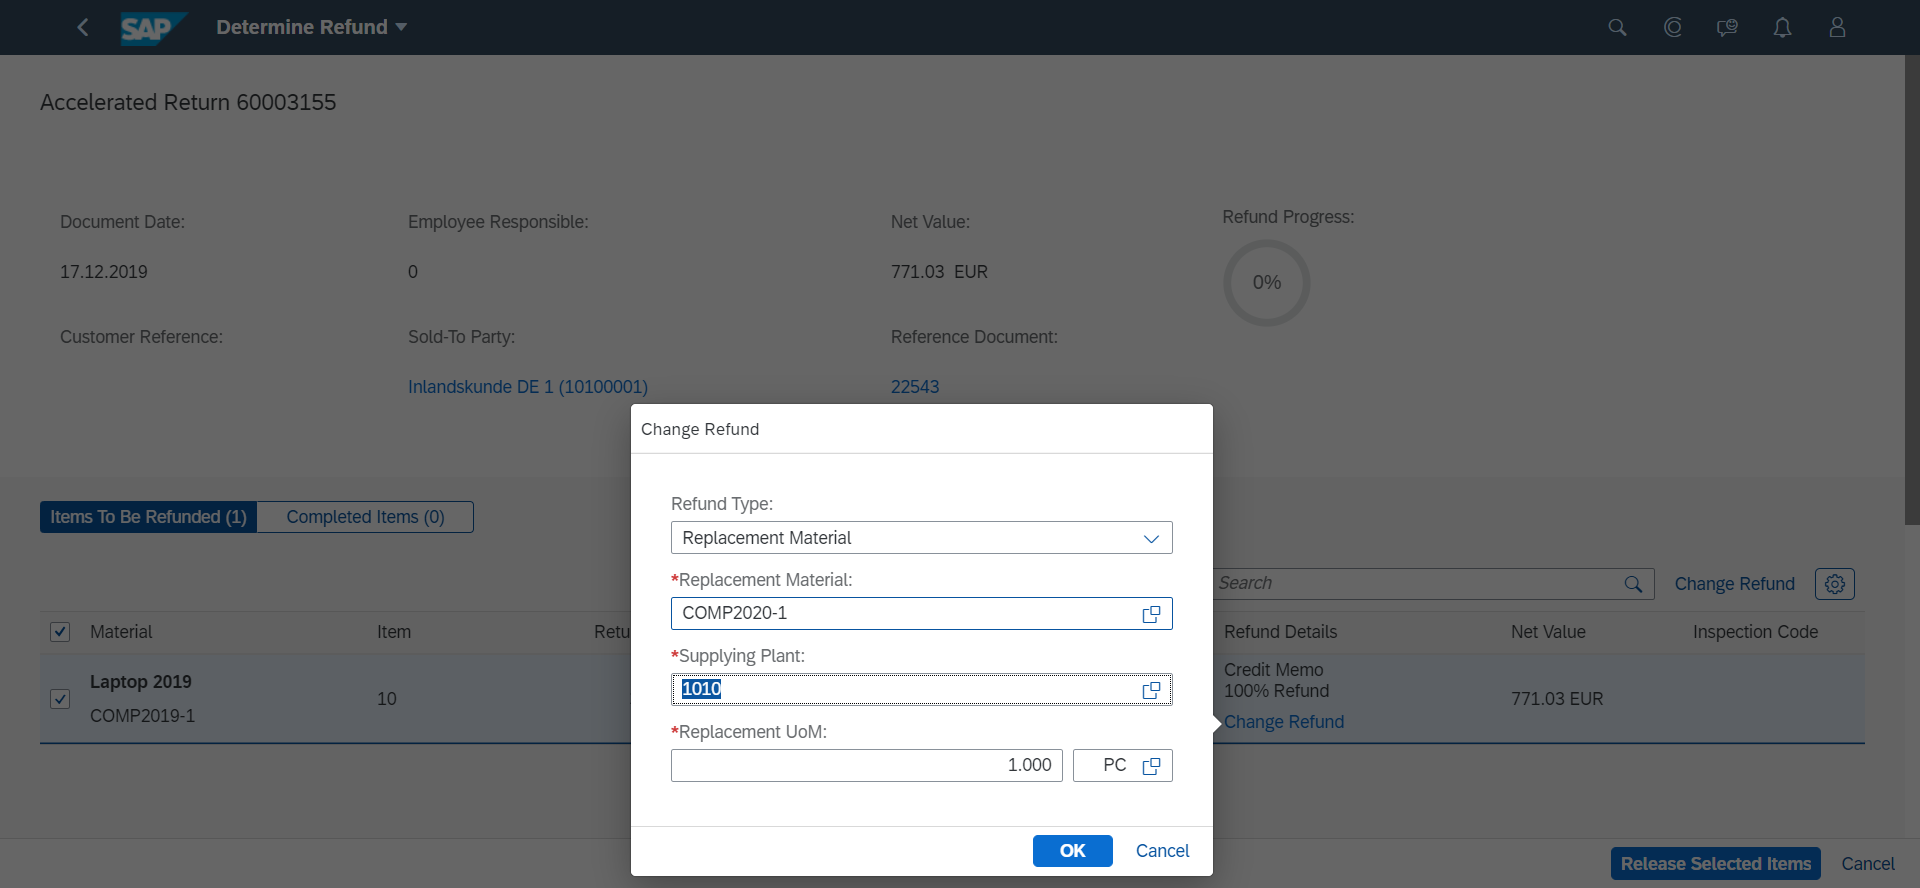 SAP Determine Refund
Accelerated Return 60003155
Document Date:
Employee Responsible:
Net Value:
Refund Progress:
17.12.2019
0
771.03 EUR
0%
Customer Reference:
Sold-To Party:
Reference Document:
Inlandskunde DE 1 (10100001)
22543
Change Refund
Refund Type:
Replacement Material
*Replacement Material:
COMP2020-1
*Supplying Plant:
1010
*Replacement UoM:
1.000 PC
OK Cancel
Items To Be Refunded (1) Completed Items (0)
Search Change Refund
Material Item Retu Refund Details Net Value Inspection Code
Laptop 2019
COMP2019-1
10
Credit Memo
100% Refund
Change Refund
771.03 EUR
Release Selected Items Cancel